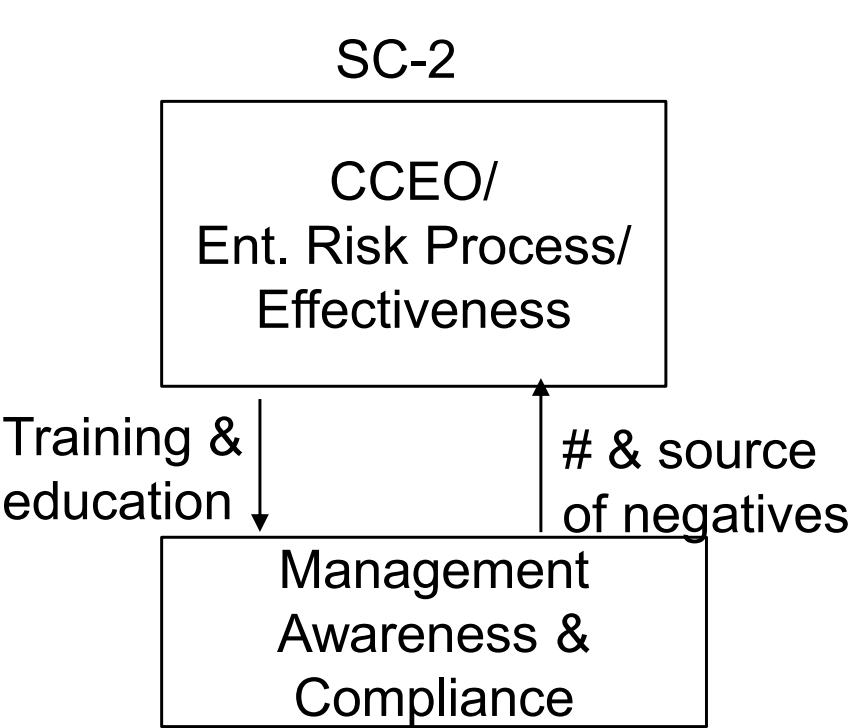 SC-2
CCEO/
Ent. Risk Process/
Effectiveness
Training &
education
# & source
of negatives
Management
Awareness &
Compliance